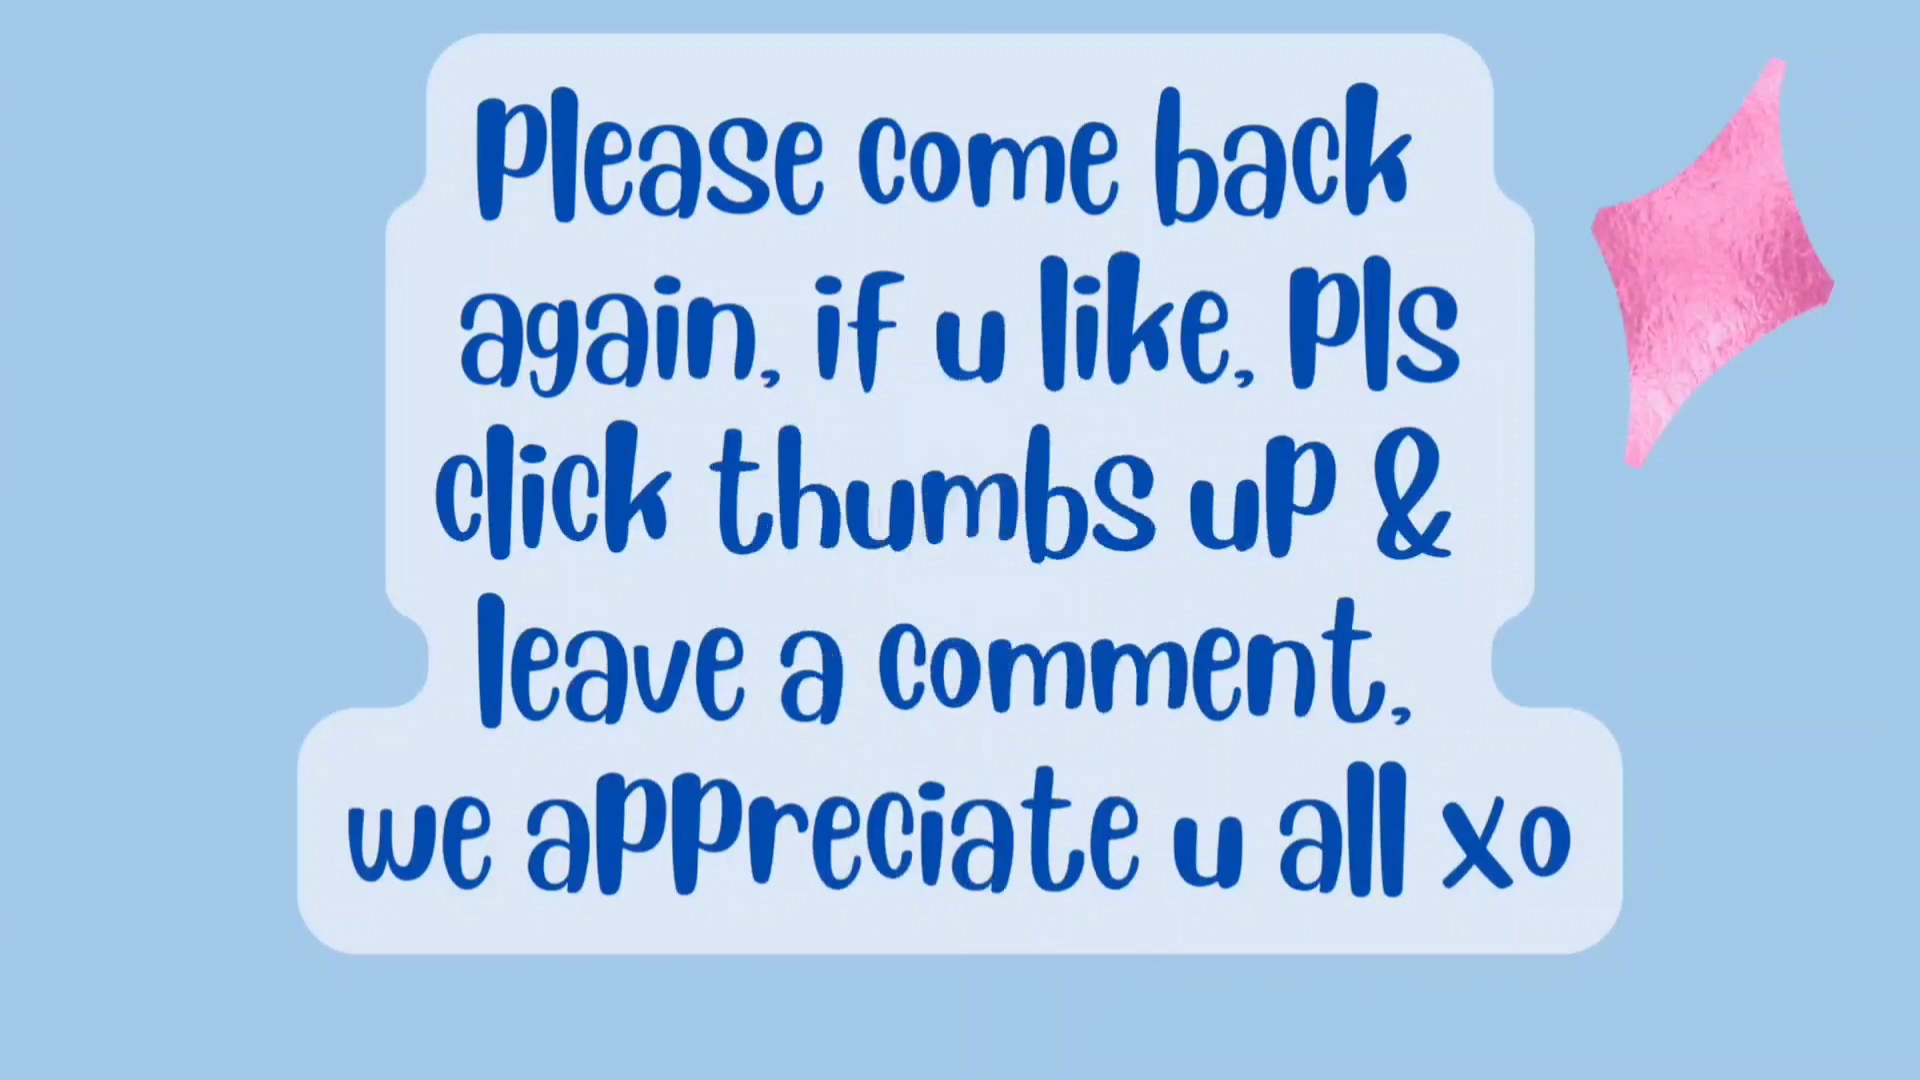 Please come back
again, if u like, pls
click thumbs up &
leave a comment,
we appreciate u all xo